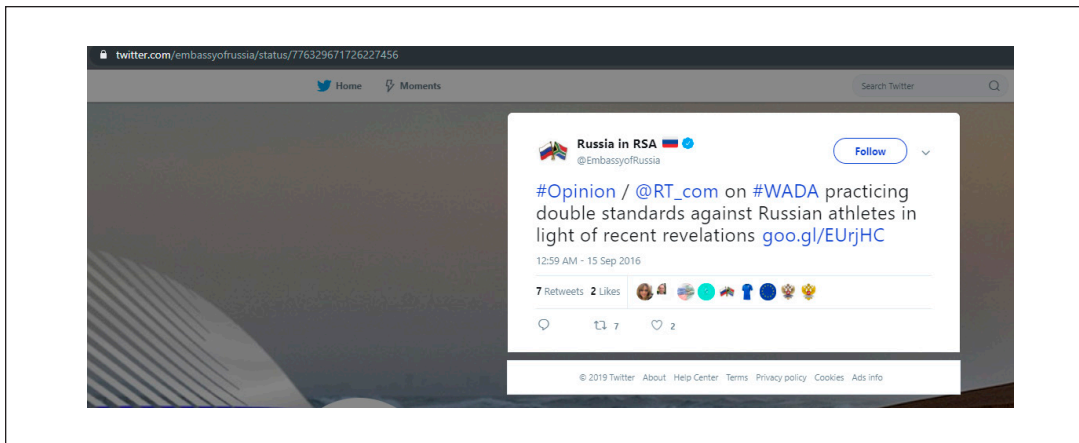 twitter.com/embassyofrussia/status/776329671726227456
Home Moments Search Twitter
Russia in RSA
@EmbassyofRussia
Follow
#Opinion / @RT_com on #WADA practicing
double standards against Russian athletes in
light of recent revelations goo.gl/EUrjHC
12:59 AM - 15 Sep 2016
7 Retweets 2 Likes
7 2
© 2019 Twitter About Help Center Terms Privacy policy Cookies Ads info